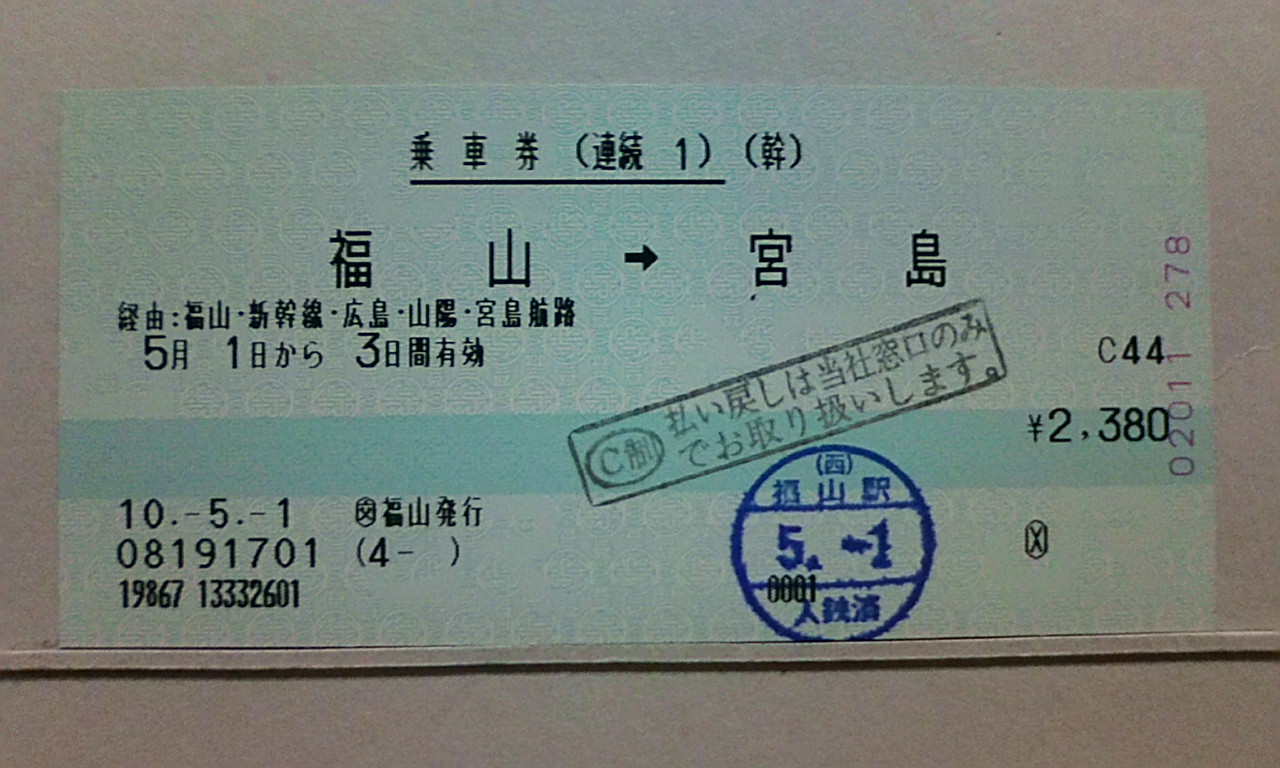 乗車券（連続 1）（幹）
福山 → 宮島
経由：福山・新幹線・広島・山陽・宮島航路
5月 1日から 3日間有効
C44
¥2,380
C制 払い戻しは当社窓口のみ
でお取り扱いします。
10.-5.-1 福山発行
08191701 (4- )
19867 13332601
(西)
福山駅
5.-1
0001
入鋏済
02011 278